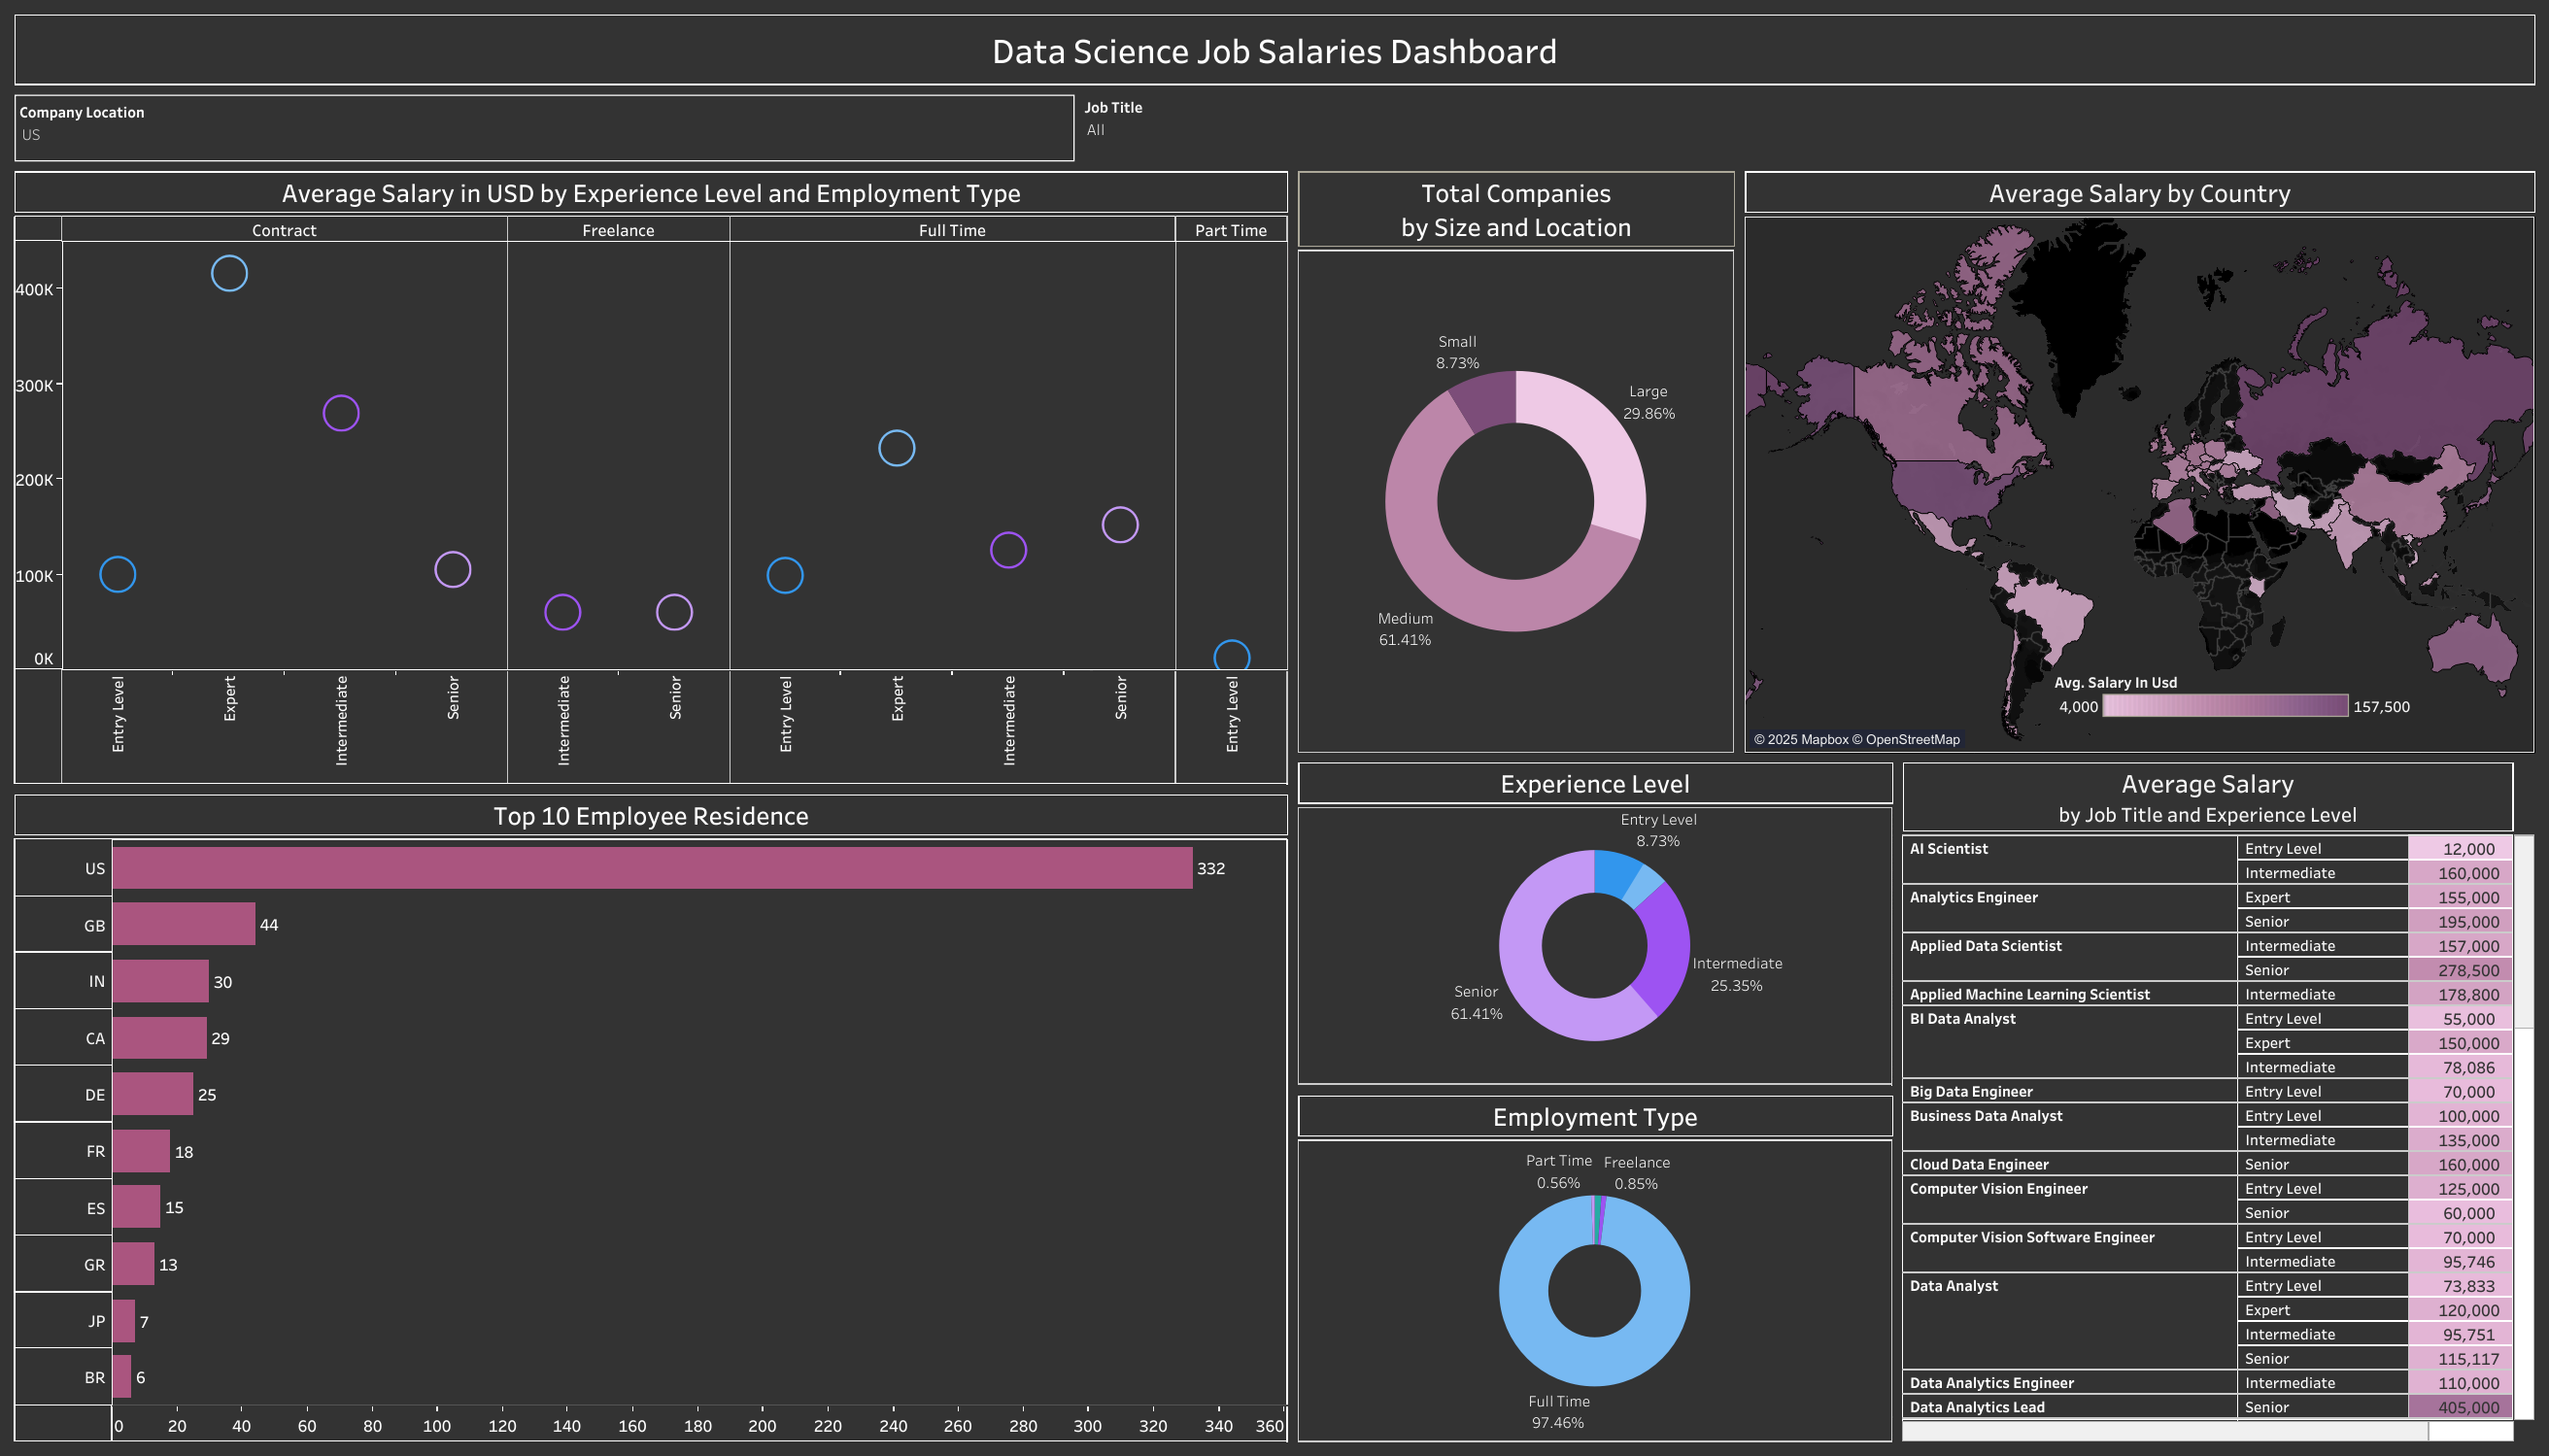 Data Science Job Salaries Dashboard
Company Location
US
Job Title
All
Average Salary in USD by Experience Level and Employment Type
Contract
Freelance
Full Time
Part Time
400K
300K
200K
100K
0K
Entry Level
Expert
Intermediate
Senior
Intermediate
Senior
Entry Level
Expert
Intermediate
Senior
Entry Level
Total Companies
by Size and Location
Small
8.73%
Large
29.86%
Medium
61.41%
Average Salary by Country
Avg. Salary In Usd
4,000
157,500
© 2025 Mapbox © OpenStreetMap
Top 10 Employee Residence
US 332
GB 44
IN 30
CA 29
DE 25
FR 18
ES 15
GR 13
JP 7
BR 6
0 20 40 60 80 100 120 140 160 180 200 220 240 260 280 300 320 340 360
Experience Level
Entry Level
8.73%
Intermediate
25.35%
Senior
61.41%
Employment Type
Part Time
0.56%
Freelance
0.85%
Full Time
97.46%
Average Salary
by Job Title and Experience Level
AI Scientist Entry Level 12,000
Intermediate 160,000
Analytics Engineer Expert 155,000
Senior 195,000
Applied Data Scientist Intermediate 157,000
Senior 278,500
Applied Machine Learning Scientist Intermediate 178,800
BI Data Analyst Entry Level 55,000
Expert 150,000
Intermediate 78,086
Big Data Engineer Entry Level 70,000
Business Data Analyst Entry Level 100,000
Intermediate 135,000
Cloud Data Engineer Senior 160,000
Computer Vision Engineer Entry Level 125,000
Senior 60,000
Computer Vision Software Engineer Entry Level 70,000
Intermediate 95,746
Data Analyst Entry Level 73,833
Expert 120,000
Intermediate 95,751
Senior 115,117
Data Analytics Engineer Intermediate 110,000
Data Analytics Lead Senior 405,000